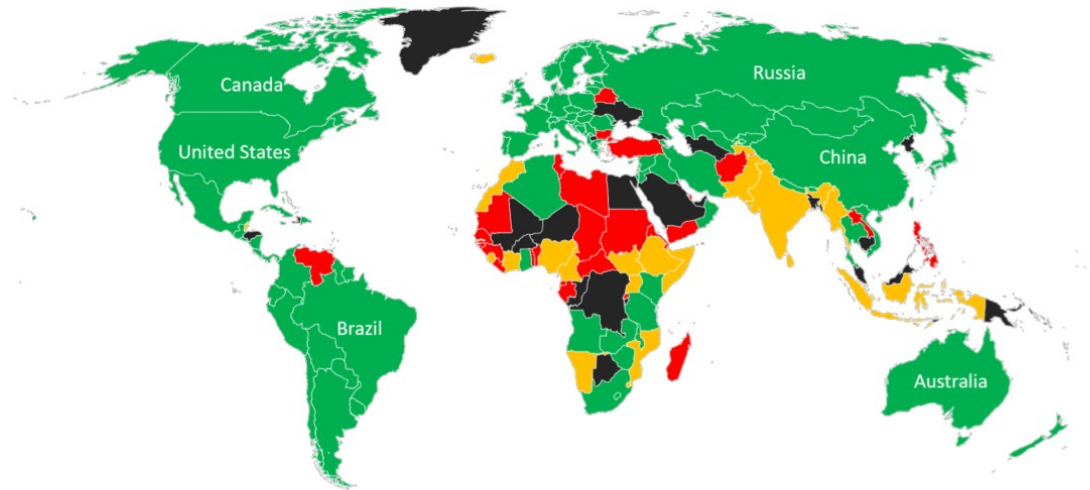 Canada
Russia
United States
China
Brazil
Australia